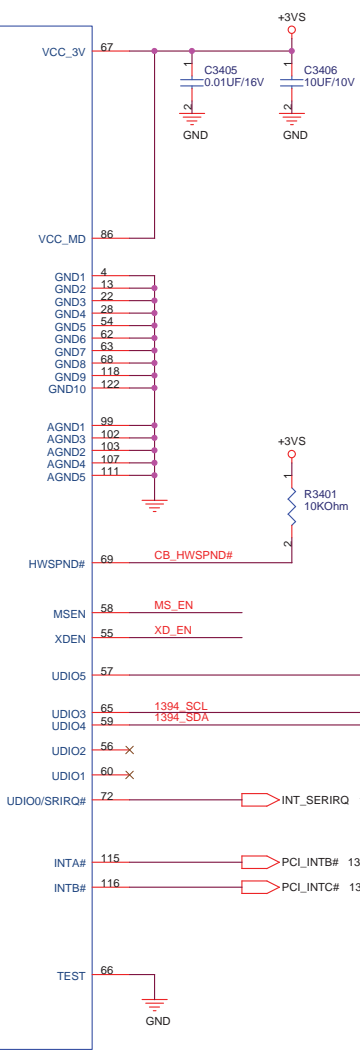 +3VS
VCC_3V 67
1 C3405 1 C3406
0.01UF/16V 10UF/10V
2 2
GND GND
VCC_MD 86
GND1 4
GND2 13
GND3 22
GND4 28
GND5 54
GND6 62
GND7 63
GND8 68
GND9 118
GND10 122
AGND1 99
AGND3 102
AGND2 103
AGND4 107
AGND5 111
+3VS
1
R3401
10KOhm
2
HWSPND# 69 CB_HWSPND#
MSEN 58 MS_EN
XDEN 55 XD_EN
UDIO5 57
UDIO3 65 1394_SCL
UDIO4 59 1394_SDA
UDIO2 56
UDIO1 60
UDIO0/SRIRQ# 72 INT_SERIRQ
INTA# 115 PCI_INTB# 13
INTB# 116 PCI_INTC# 13
TEST 66
GND